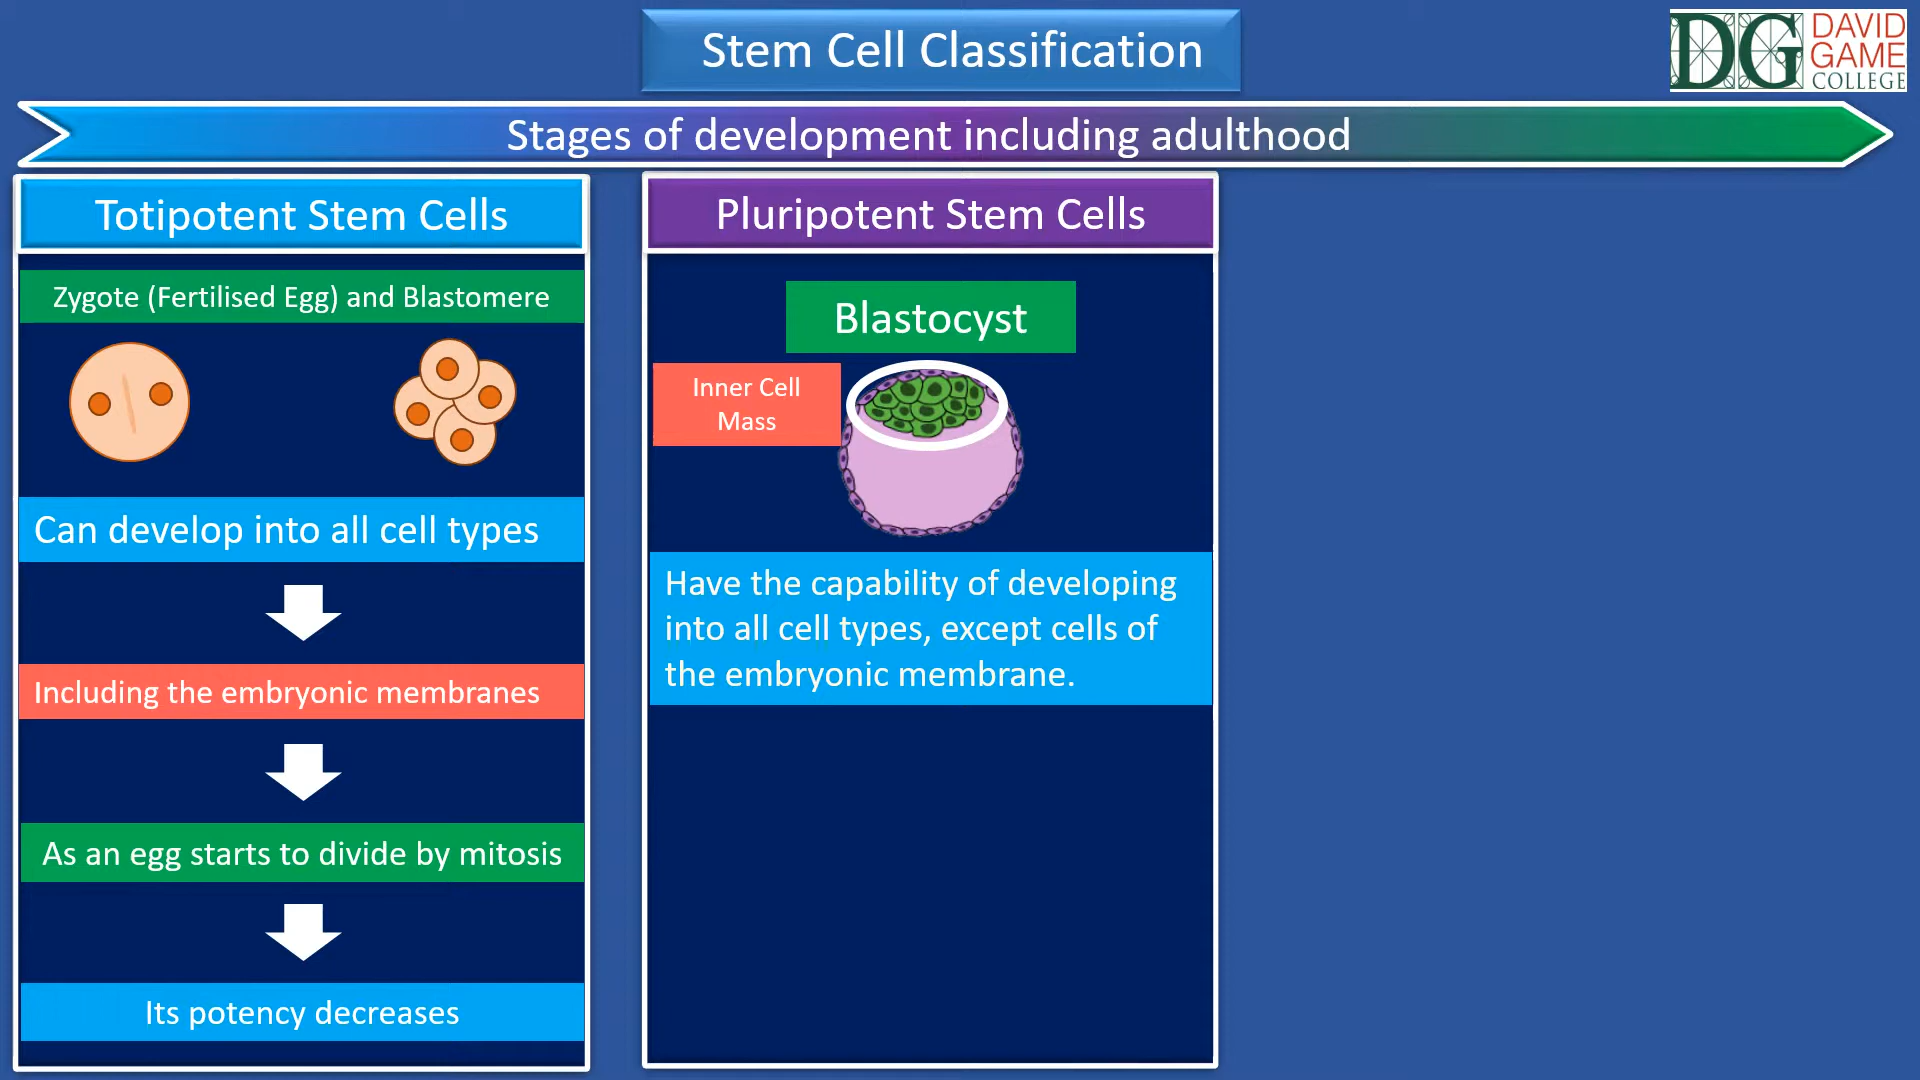 Stem Cell Classification
DG DAVID
GAME
COLLEGE
Stages of development including adulthood
Totipotent Stem Cells
Zygote (Fertilised Egg) and Blastomere
Can develop into all cell types
Including the embryonic membranes
As an egg starts to divide by mitosis
Its potency decreases
Pluripotent Stem Cells
Blastocyst
Inner Cell
Mass
Have the capability of developing
into all cell types, except cells of
the embryonic membrane.